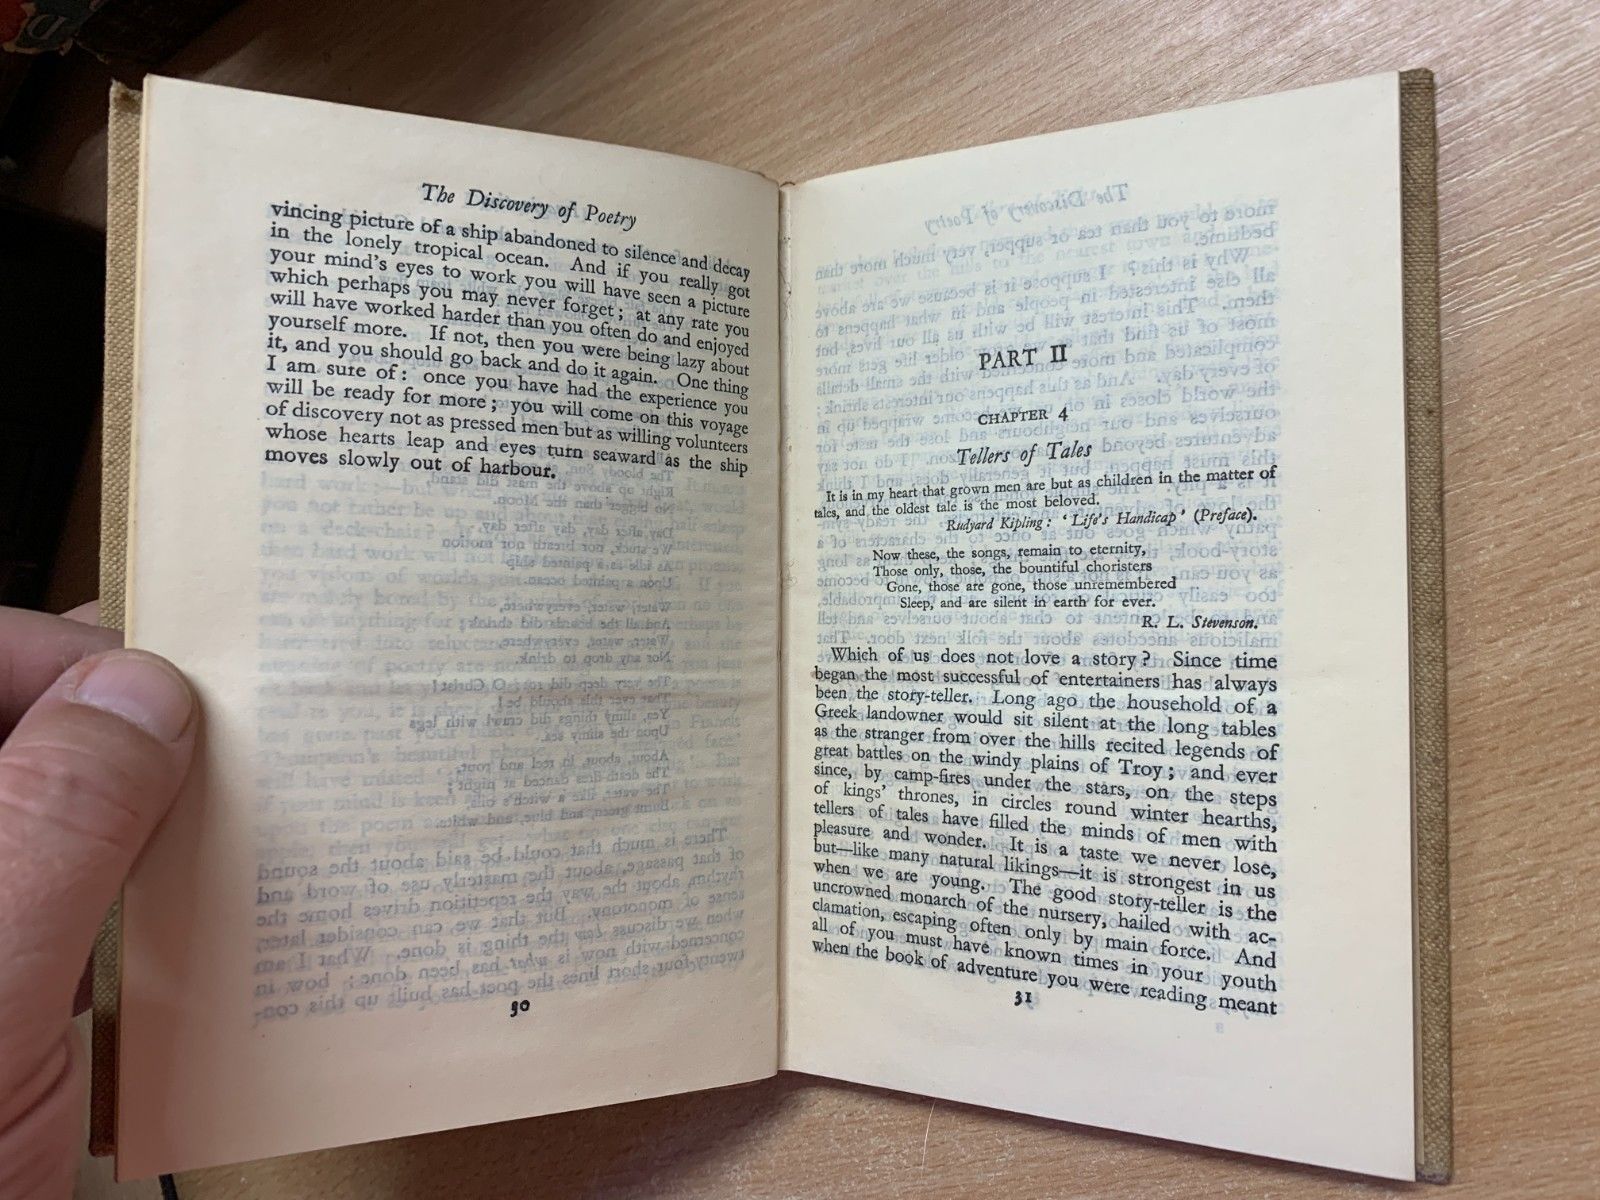 The Discovery of Poetry
vincing picture of a ship abandoned to silence and decay
in the lonely tropical ocean. And if you really got
your mind's eyes to work you will have seen a picture
which perhaps you may never forget; at any rate you
will have worked harder than you often do and enjoyed
yourself more. If not, then you were being lazy about
it, and you should go back and do it again. One thing
I am sure of: once you have had the experience you
will be ready for more; you will come on this voyage
of discovery not as pressed men but as willing volunteers
whose hearts leap and eyes turn seaward as the ship
moves slowly out of harbour.
30
PART II
CHAPTER 4
Tellers of Tales
It is in my heart that grown men are but as children in the matter of
tales, and the oldest tale is the most beloved.
Rudyard Kipling: 'Life's Handicap' (Preface).
Now these, the songs, remain to eternity,
Those only, those, the bountiful choristers
Gone, those are gone, those unremembered
Sleep, and are silent in earth for ever.
R. L. Stevenson.
Which of us does not love a story? Since time
began the most successful of entertainers has always
been the story-teller. Long ago the household of a
Greek landowner would sit silent at the long tables
as the stranger from over the hills recited legends of
great battles on the windy plains of Troy; and ever
since, by camp-fires under the stars, on the steps
of kings' thrones, in circles round winter hearths,
tellers of tales have filled the minds of men with
pleasure and wonder. It is a taste we never lose,
but—like many natural likings—it is strongest in us
when we are young. The good story-teller is the
uncrowned monarch of the nursery, hailed with ac-
clamation, escaping often only by main force. And
all of you must have known times in your youth
when the book of adventure you were reading meant
31